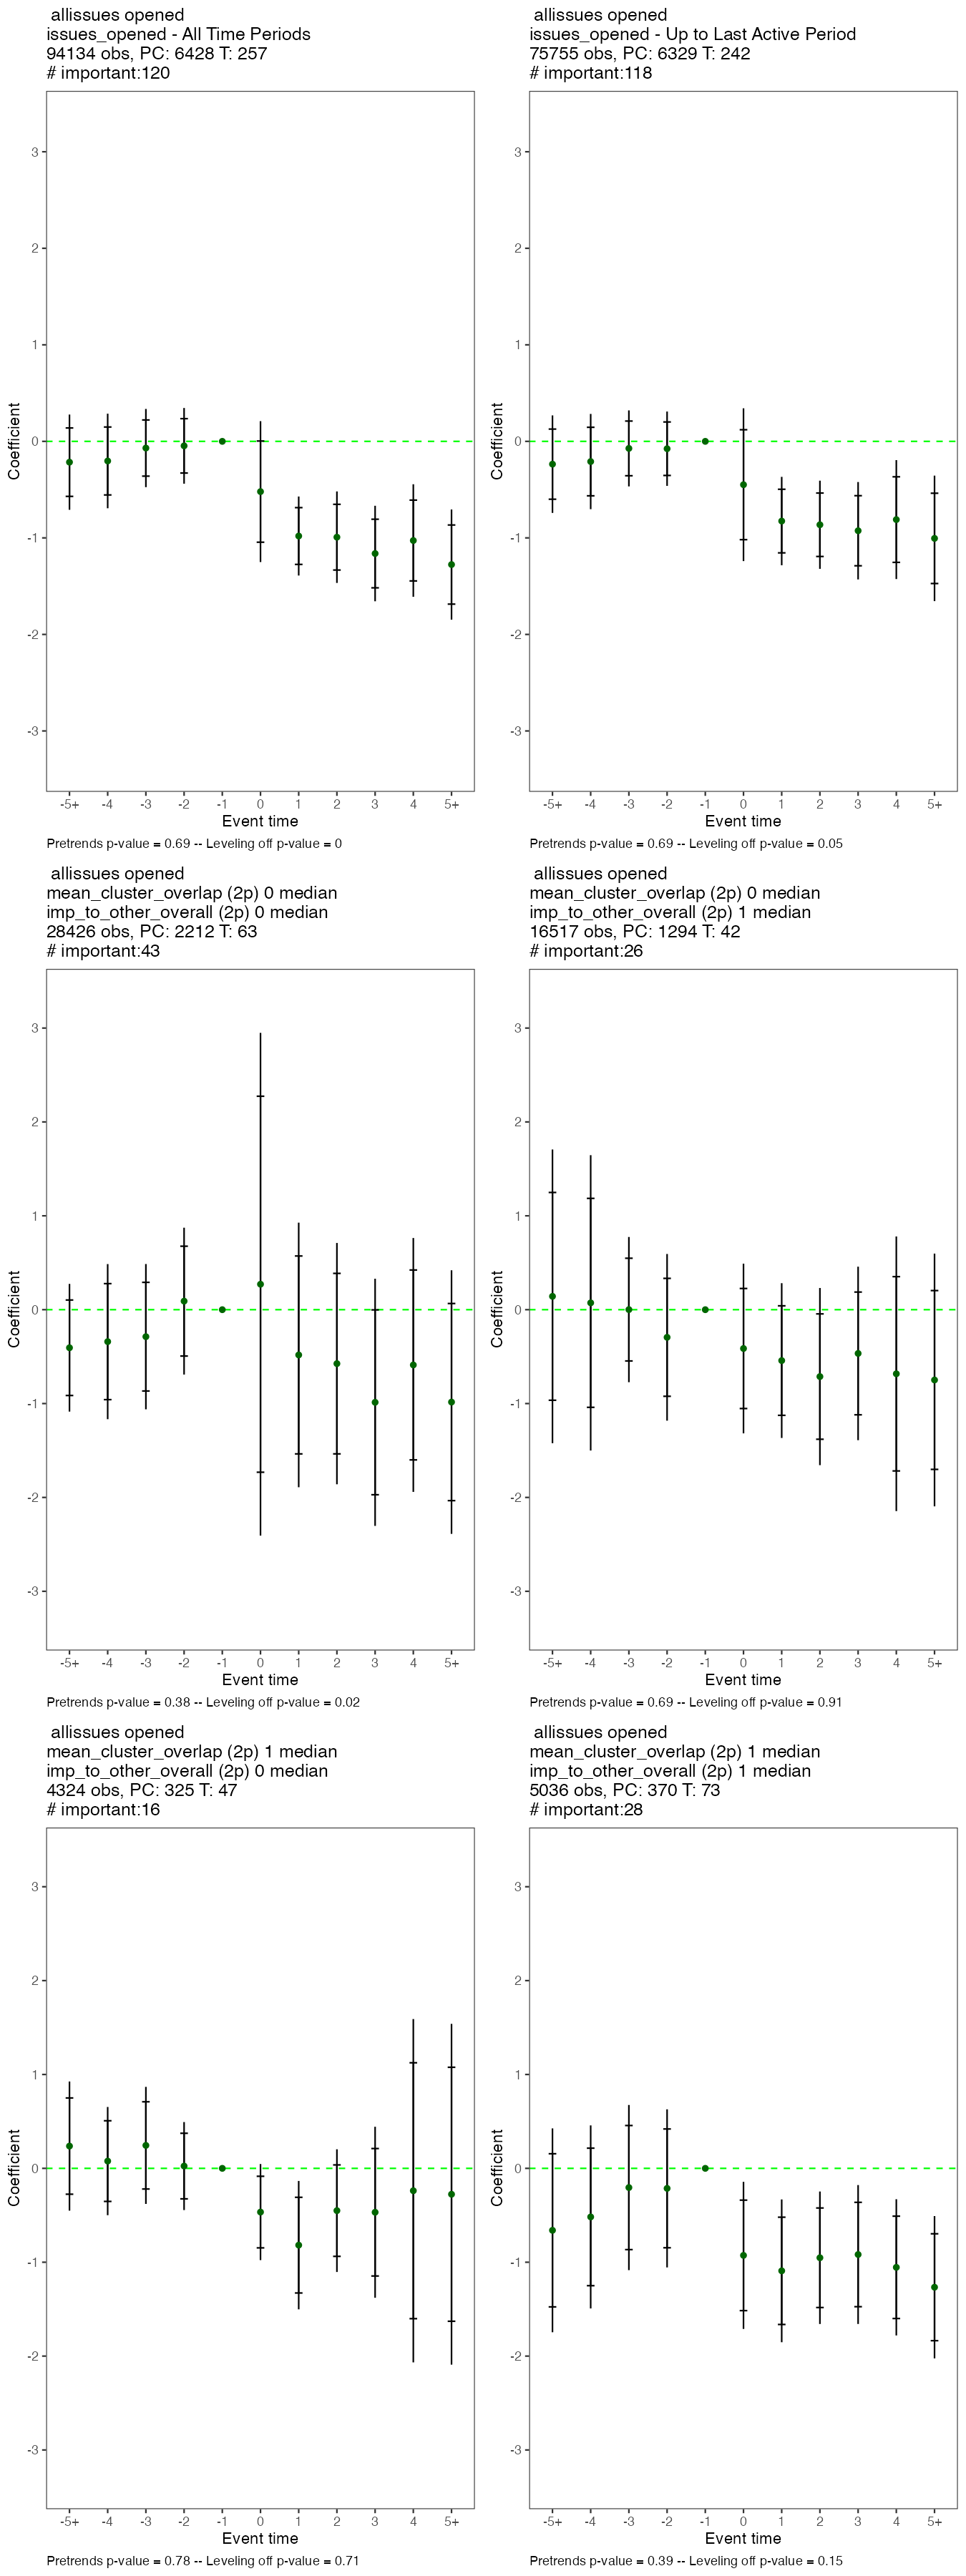 allissues opened
issues_opened - All Time Periods
94134 obs, PC: 6428 T: 257
# important:120
Coefficient
3
2
1
0
-1
-2
-3
-5+ -4 -3 -2 -1 0 1 2 3 4 5+
Event time
Pretrends p-value = 0.69 -- Leveling off p-value = 0
allissues opened
issues_opened - Up to Last Active Period
75755 obs, PC: 6329 T: 242
# important:118
Coefficient
3
2
1
0
-1
-2
-3
-5+ -4 -3 -2 -1 0 1 2 3 4 5+
Event time
Pretrends p-value = 0.69 -- Leveling off p-value = 0.05
allissues opened
mean_cluster_overlap (2p) 0 median
imp_to_other_overall (2p) 0 median
28426 obs, PC: 2212 T: 63
# important:43
Coefficient
3
2
1
0
-1
-2
-3
-5+ -4 -3 -2 -1 0 1 2 3 4 5+
Event time
Pretrends p-value = 0.38 -- Leveling off p-value = 0.02
allissues opened
mean_cluster_overlap (2p) 0 median
imp_to_other_overall (2p) 1 median
16517 obs, PC: 1294 T: 42
# important:26
Coefficient
3
2
1
0
-1
-2
-3
-5+ -4 -3 -2 -1 0 1 2 3 4 5+
Event time
Pretrends p-value = 0.69 -- Leveling off p-value = 0.91
allissues opened
mean_cluster_overlap (2p) 1 median
imp_to_other_overall (2p) 0 median
4324 obs, PC: 325 T: 47
# important:16
Coefficient
3
2
1
0
-1
-2
-3
-5+ -4 -3 -2 -1 0 1 2 3 4 5+
Event time
Pretrends p-value = 0.78 -- Leveling off p-value = 0.71
allissues opened
mean_cluster_overlap (2p) 1 median
imp_to_other_overall (2p) 1 median
5036 obs, PC: 370 T: 73
# important:28
Coefficient
3
2
1
0
-1
-2
-3
-5+ -4 -3 -2 -1 0 1 2 3 4 5+
Event time
Pretrends p-value = 0.39 -- Leveling off p-value = 0.15